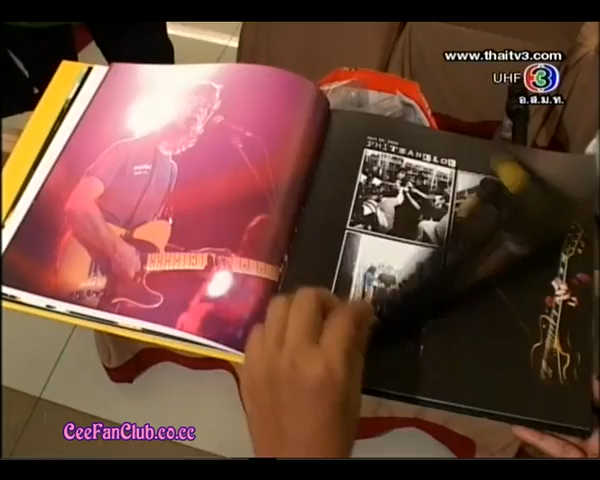 www.thaitv3.com
UHF 3
อ.ส.ม.ท.
PHITSANULOK
CeeFanClub.co.cc